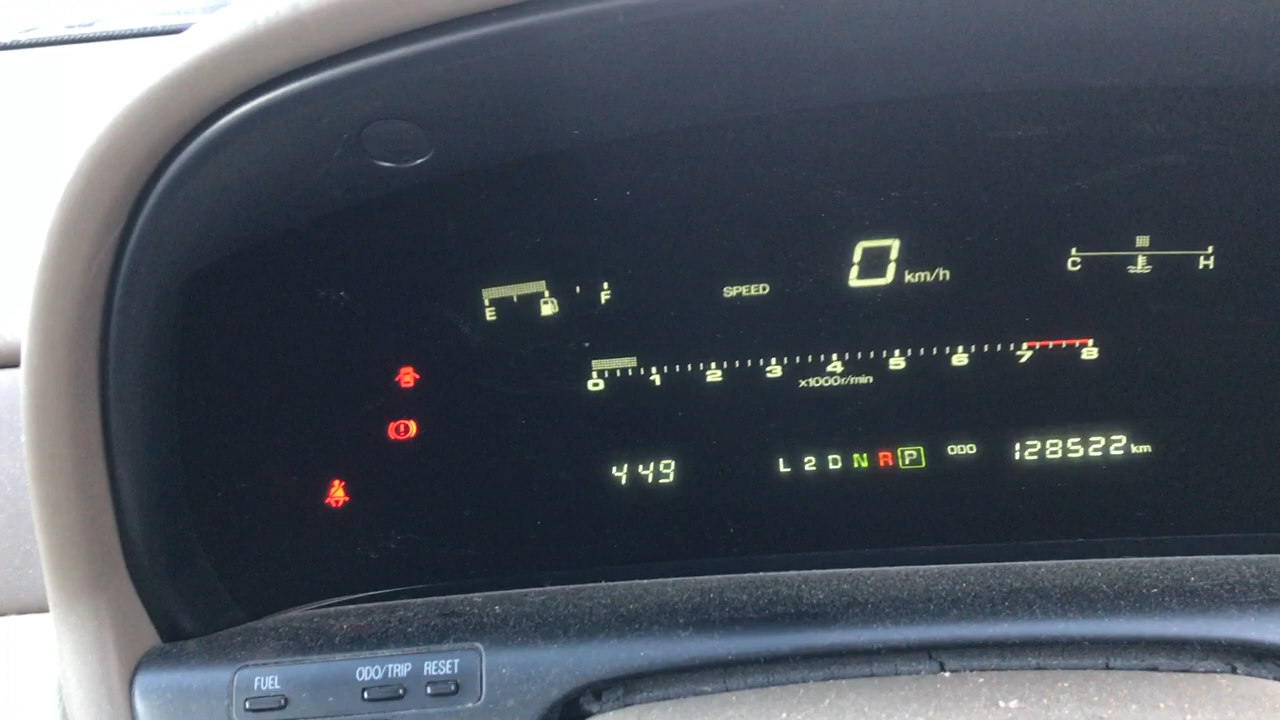 0 km/h
SPEED
E F
C H
0 1 2 3 4 5 6 7 8
x1000r/min
449
L 2 D N R P
ODO 128522 km
FUEL ODO/TRIP RESET